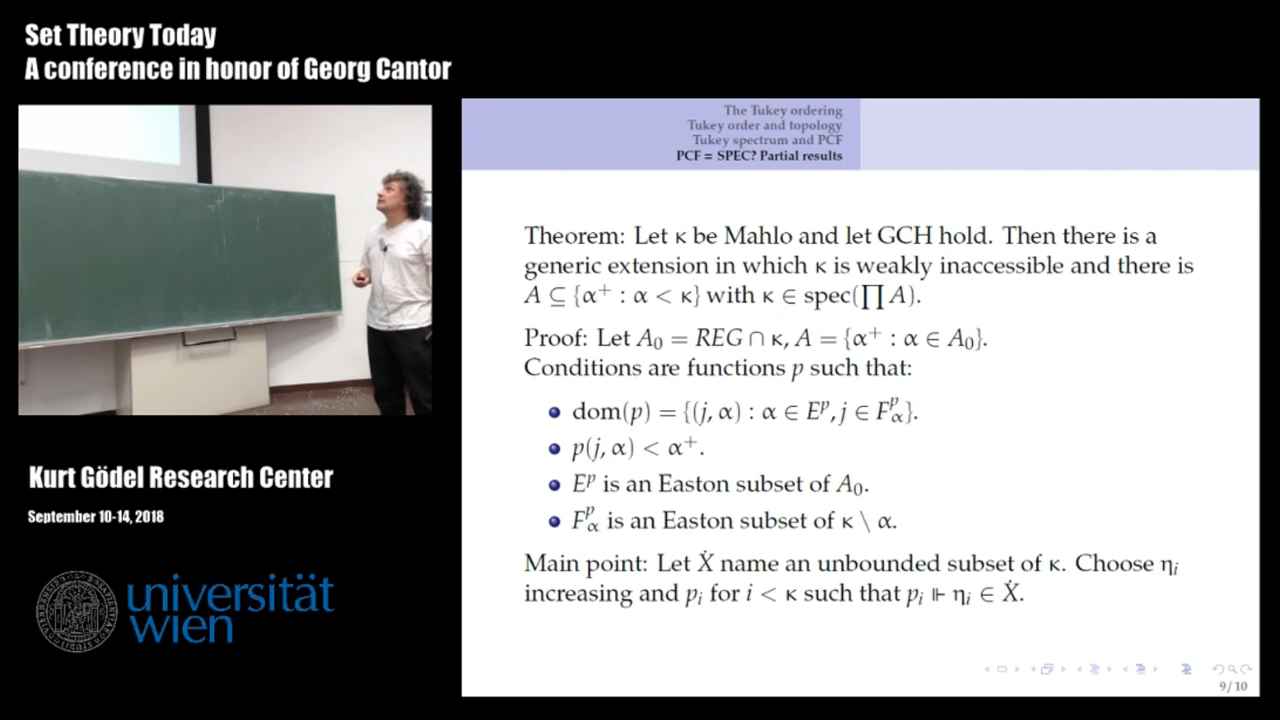 Set Theory Today
A conference in honor of Georg Cantor
The Tukey ordering
Tukey order and topology
Tukey spectrum and PCF
PCF = SPEC? Partial results
Theorem: Let κ be Mahlo and let GCH hold. Then there is a
generic extension in which κ is weakly inaccessible and there is
A ⊆ {α⁺ : α < κ} with κ ∈ spec(∏ A).
Proof: Let A₀ = REG ∩ κ, A = {α⁺ : α ∈ A₀}.
Conditions are functions p such that:
dom(p) = {(j, α) : α ∈ Eᵖ, j ∈ Fᵖ_α}.
p(j, α) < α⁺.
Eᵖ is an Easton subset of A₀.
Fᵖ_α is an Easton subset of κ \ α.
Main point: Let Ẋ name an unbounded subset of κ. Choose ηᵢ
increasing and pᵢ for i < κ such that pᵢ ⊩ ηᵢ ∈ Ẋ.
9/10
Kurt Gödel Research Center
September 10-14, 2018
universität
wien